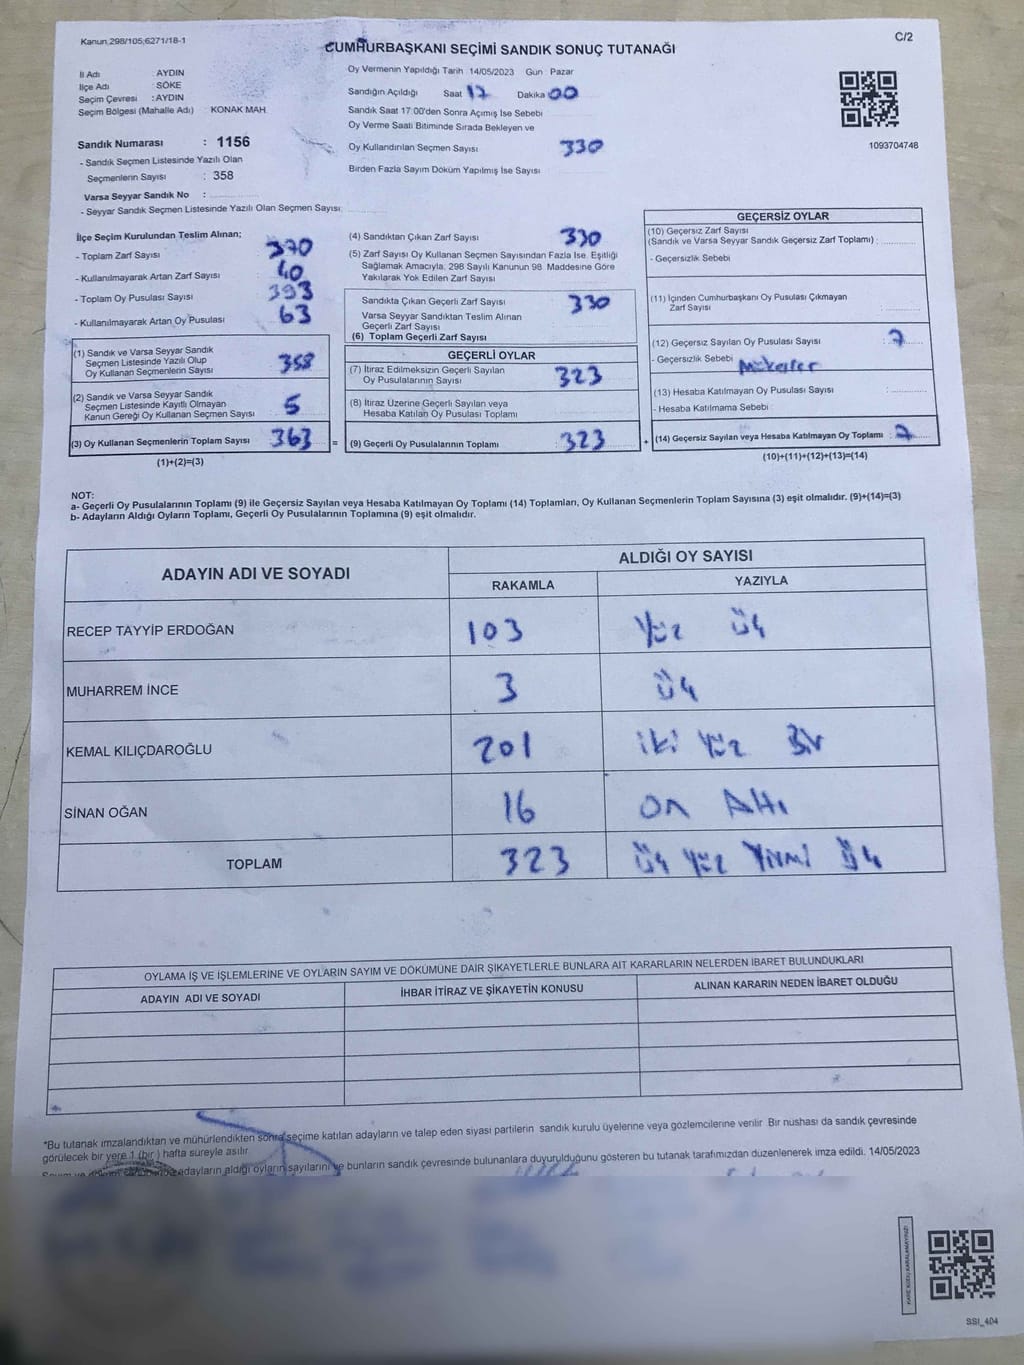 Kanun,298/105;6271/18-1
C/2
CUMHURBAŞKANI SEÇİMİ SANDIK SONUÇ TUTANAĞI
İl Adı : AYDIN
İlçe Adı : SÖKE
Seçim Çevresi : AYDIN
Seçim Bölgesi (Mahalle Adı) : KONAK MAH.
Sandık Numarası : 1156
- Sandık Seçmen Listesinde Yazılı Olan
Seçmenlerin Sayısı : 358
Varsa Seyyar Sandık No :
- Seyyar Sandık Seçmen Listesinde Yazılı Olan Seçmen Sayısı:
Oy Vermenin Yapıldığı Tarih 14/05/2023 Gün : Pazar
Sandığın Açıldığı Saat 17 Dakika 00
Sandık Saat 17:00'den Sonra Açımış İse Sebebi
Oy Verme Saati Bitiminde Sırada Bekleyen ve
Oy Kullandırılan Seçmen Sayısı 330
Birden Fazla Sayım Döküm Yapılmış İse Sayısı
1093704748
İlçe Seçim Kurulundan Teslim Alınan;
- Toplam Zarf Sayısı 370
- Kullanılmayarak Artan Zarf Sayısı 40
- Toplam Oy Pusulası Sayısı 393
- Kullanılmayarak Artan Oy Pusulası 63
(1) Sandık ve Varsa Seyyar Sandık
Seçmen Listesinde Yazılı Olup
Oy Kullanan Seçmenlerin Sayısı 358
(2) Sandık ve Varsa Seyyar Sandık
Seçmen Listesinde Kayıtlı Olmayan
Kanun Gereği Oy Kullanan Seçmen Sayısı 5
(3) Oy Kullanan Seçmenlerin Toplam Sayısı 363
(1)+(2)=(3)
(4) Sandıktan Çıkan Zarf Sayısı 330
(5) Zarf Sayısı Oy Kullanan Seçmen Sayısından Fazla İse, Eşitliği
Sağlamak Amacıyla, 298 Sayılı Kanunun 98. Maddesine Göre
Yakılarak Yok Edilen Zarf Sayısı
Sandıkta Çıkan Geçerli Zarf Sayısı 330
Varsa Seyyar Sandıktan Teslim Alınan
Geçerli Zarf Sayısı
(6) Toplam Geçerli Zarf Sayısı
GEÇERLİ OYLAR
(7) İtiraz Edilmeksizin Geçerli Sayılan
Oy Pusulalarının Sayısı 323
(8) İtiraz Üzerine Geçerli Sayılan veya
Hesaba Katılan Oy Pusulası Toplamı
= (9) Geçerli Oy Pusulalarının Toplamı : 323
GEÇERSİZ OYLAR
(10) Geçersiz Zarf Sayısı
(Sandık ve Varsa Seyyar Sandık Geçersiz Zarf Toplamı) :
- Geçersizlik Sebebi
(11) İçinden Cumhurbaşkanı Oy Pusulası Çıkmayan
Zarf Sayısı :
(12) Geçersiz Sayılan Oy Pusulası Sayısı : 7
- Geçersizlik Sebebi Mükerrer
(13) Hesaba Katılmayan Oy Pusulası Sayısı :
- Hesaba Katılmama Sebebi :
+ (14) Geçersiz Sayılan veya Hesaba Katılmayan Oy Toplamı : 7
(10)+(11)+(12)+(13)=(14)
NOT:
a- Geçerli Oy Pusulalarının Toplamı (9) ile Geçersiz Sayılan veya Hesaba Katılmayan Oy Toplamı (14) Toplamları, Oy Kullanan Seçmenlerin Toplam Sayısına (3) eşit olmalıdır. (9)+(14)=(3)
b- Adayların Aldığı Oyların Toplamı, Geçerli Oy Pusulalarının Toplamına (9) eşit olmalıdır.
ADAYIN ADI VE SOYADI ALDIĞI OY SAYISI
RAKAMLA YAZIYLA
RECEP TAYYİP ERDOĞAN 103 Yüz Üç
MUHARREM İNCE 3 Üç
KEMAL KILIÇDAROĞLU 201 iki Yüz Bir
SİNAN OĞAN 16 on Altı
TOPLAM 323 Üç Yüz Yirmi Üç
OYLAMA İŞ VE İŞLEMLERİNE VE OYLARIN SAYIM VE DÖKÜMÜNE DAİR ŞİKAYETLERLE BUNLARA AİT KARARLARIN NELERDEN İBARET BULUNDUKLARI
ADAYIN ADI VE SOYADI İHBAR İTİRAZ VE ŞİKAYETİN KONUSU ALINAN KARARIN NEDEN İBARET OLDUĞU
*Bu tutanak imzalandıktan ve mühürlendikten sonra seçime katılan adayların ve talep eden siyası partilerin sandık kurulu üyelerine veya gözlemcilerine verilir. Bir nüshası da sandık çevresinde
görülecek bir yere 1 (bir) hafta süreyle asılır.
adayların aldığı oyların sayılarını ve bunların sandık çevresinde bulunanlara duyurulduğunu gösteren bu tutanak tarafımızdan düzenlenerek imza edildi. 14/05/2023
KARE KODU KARALAMAYINIZ!
SSI_404